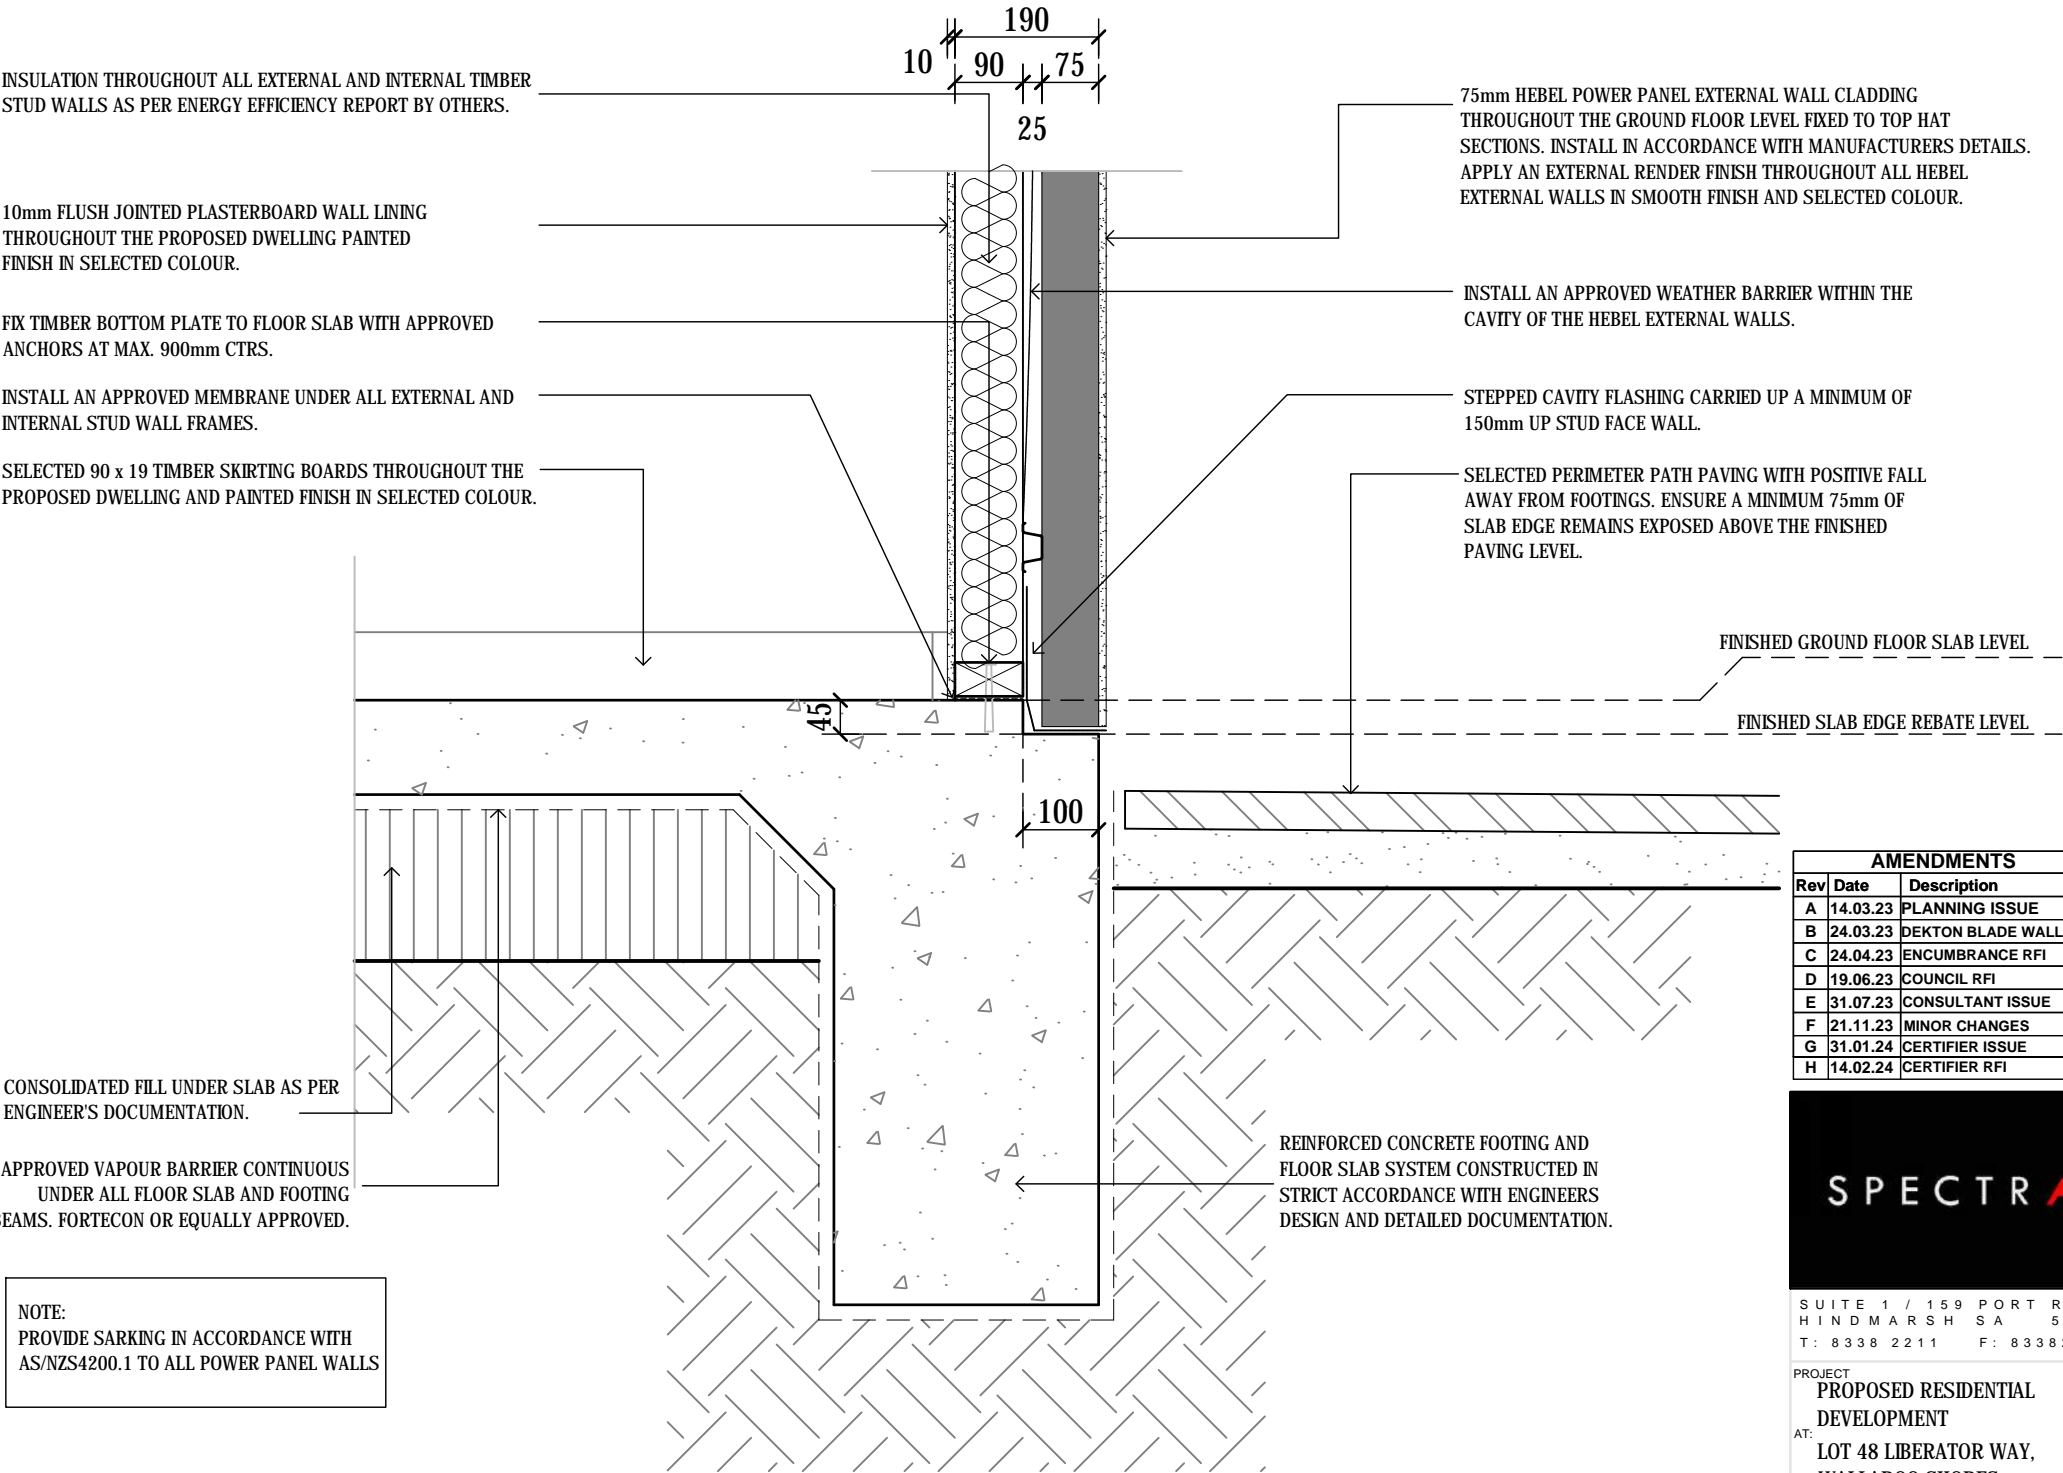 190
10
90
75
25
INSULATION THROUGHOUT ALL EXTERNAL AND INTERNAL TIMBER
STUD WALLS AS PER ENERGY EFFICIENCY REPORT BY OTHERS.
10mm FLUSH JOINTED PLASTERBOARD WALL LINING
THROUGHOUT THE PROPOSED DWELLING PAINTED
FINISH IN SELECTED COLOUR.
FIX TIMBER BOTTOM PLATE TO FLOOR SLAB WITH APPROVED
ANCHORS AT MAX. 900mm CTRS.
INSTALL AN APPROVED MEMBRANE UNDER ALL EXTERNAL AND
INTERNAL STUD WALL FRAMES.
SELECTED 90 x 19 TIMBER SKIRTING BOARDS THROUGHOUT THE
PROPOSED DWELLING AND PAINTED FINISH IN SELECTED COLOUR.
75mm HEBEL POWER PANEL EXTERNAL WALL CLADDING
THROUGHOUT THE GROUND FLOOR LEVEL FIXED TO TOP HAT
SECTIONS. INSTALL IN ACCORDANCE WITH MANUFACTURERS DETAILS.
APPLY AN EXTERNAL RENDER FINISH THROUGHOUT ALL HEBEL
EXTERNAL WALLS IN SMOOTH FINISH AND SELECTED COLOUR.
INSTALL AN APPROVED WEATHER BARRIER WITHIN THE
CAVITY OF THE HEBEL EXTERNAL WALLS.
STEPPED CAVITY FLASHING CARRIED UP A MINIMUM OF
150mm UP STUD FACE WALL.
SELECTED PERIMETER PATH PAVING WITH POSITIVE FALL
AWAY FROM FOOTINGS. ENSURE A MINIMUM 75mm OF
SLAB EDGE REMAINS EXPOSED ABOVE THE FINISHED
PAVING LEVEL.
FINISHED GROUND FLOOR SLAB LEVEL
FINISHED SLAB EDGE REBATE LEVEL
45
100
CONSOLIDATED FILL UNDER SLAB AS PER
ENGINEER'S DOCUMENTATION.
APPROVED VAPOUR BARRIER CONTINUOUS
UNDER ALL FLOOR SLAB AND FOOTING
BEAMS. FORTECON OR EQUALLY APPROVED.
REINFORCED CONCRETE FOOTING AND
FLOOR SLAB SYSTEM CONSTRUCTED IN
STRICT ACCORDANCE WITH ENGINEERS
DESIGN AND DETAILED DOCUMENTATION.
NOTE:
PROVIDE SARKING IN ACCORDANCE WITH
AS/NZS4200.1 TO ALL POWER PANEL WALLS
AMENDMENTS
Rev Date Description
A 14.03.23 PLANNING ISSUE
B 24.03.23 DEKTON BLADE WALL
C 24.04.23 ENCUMBRANCE RFI
D 19.06.23 COUNCIL RFI
E 31.07.23 CONSULTANT ISSUE
F 21.11.23 MINOR CHANGES
G 31.01.24 CERTIFIER ISSUE
H 14.02.24 CERTIFIER RFI
SPECTRA
SUITE 1 / 159 PORT R
HINDMARSH SA 5
T: 8338 2211 F: 8338
PROJECT
PROPOSED RESIDENTIAL
DEVELOPMENT
AT:
LOT 48 LIBERATOR WAY,